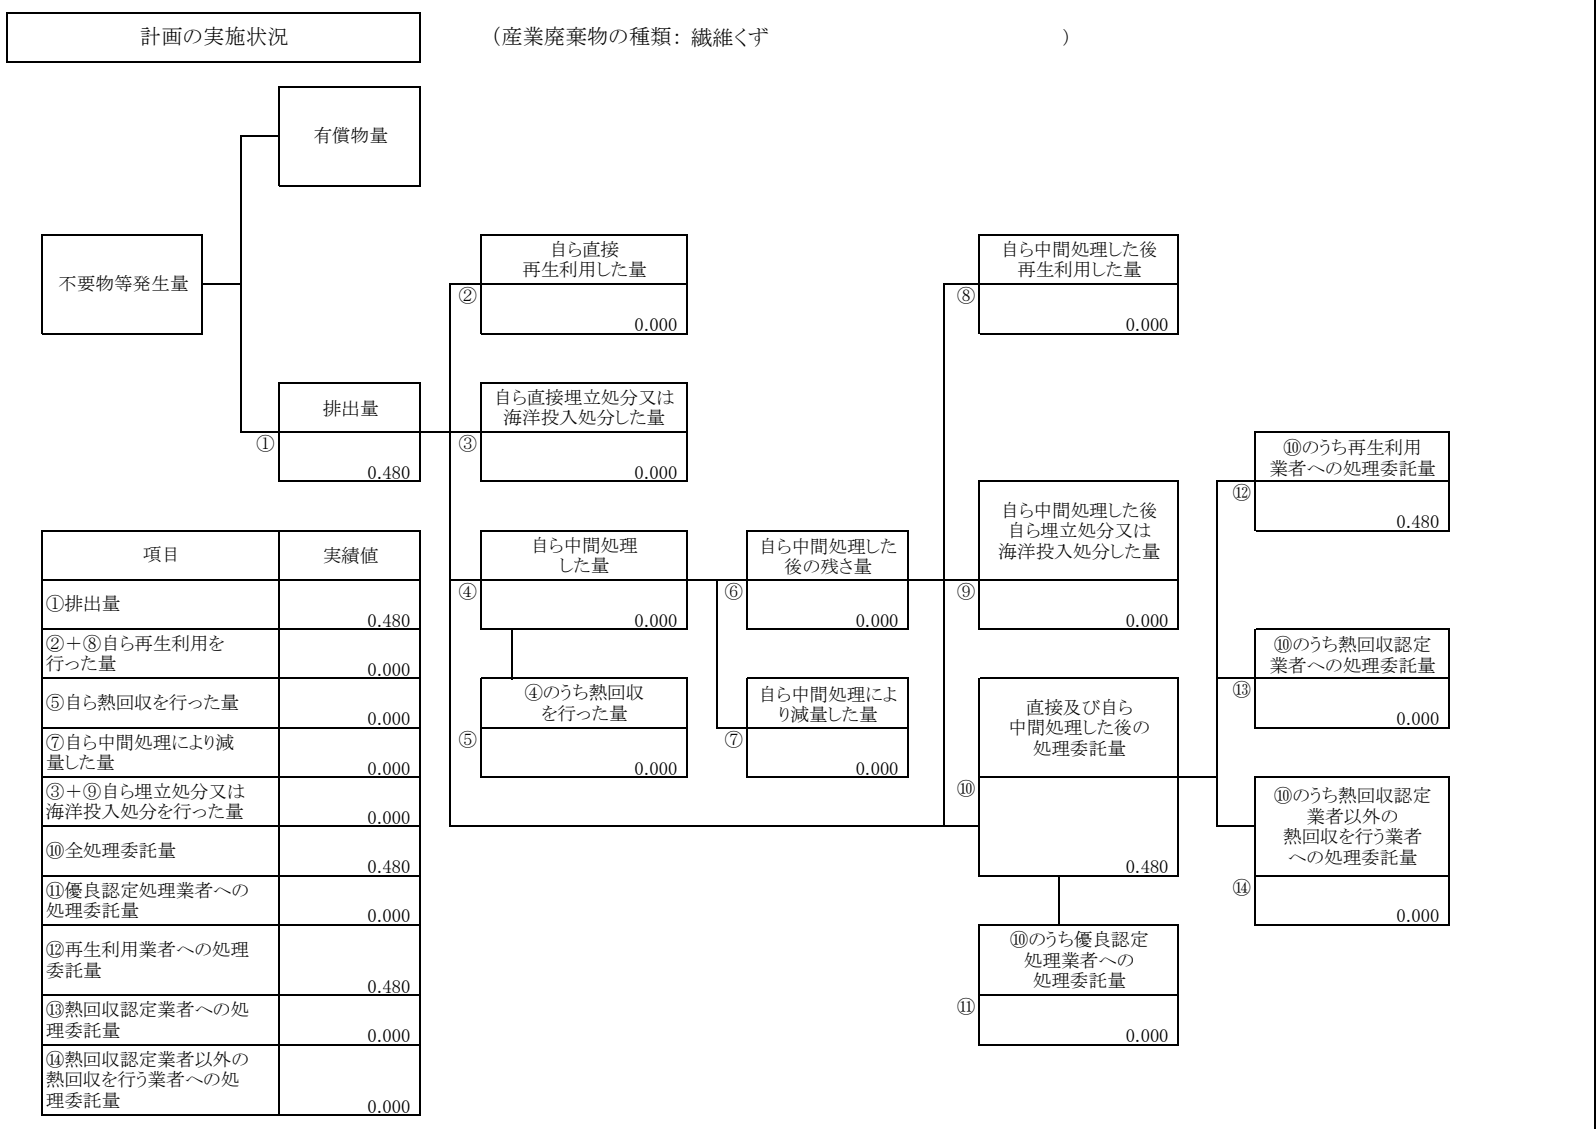 計画の実施状況
（産業廃棄物の種類： 繊維くず ）
有償物量
不要物等発生量
自ら直接
再生利用した量
②
0.000
自ら中間処理した後
再生利用した量
⑧
0.000
排出量
①
0.480
自ら直接埋立処分又は
海洋投入処分した量
③
0.000
⑩のうち再生利用
業者への処理委託量
⑫
0.480
自ら中間処理
した量
④
0.000
自ら中間処理した
後の残さ量
⑥
0.000
自ら中間処理した後
自ら埋立処分又は
海洋投入処分した量
⑨
0.000
⑩のうち熱回収認定
業者への処理委託量
⑬
0.000
④のうち熱回収
を行った量
⑤
0.000
自ら中間処理によ
り減量した量
⑦
0.000
直接及び自ら
中間処理した後の
処理委託量
⑩
0.480
⑩のうち熱回収認定
業者以外の
熱回収を行う業者
への処理委託量
⑭
0.000
⑩のうち優良認定
処理業者への
処理委託量
⑪
0.000
項目 実績値
①排出量
0.480
②＋⑧自ら再生利用を
行った量
0.000
⑤自ら熱回収を行った量
0.000
⑦自ら中間処理により減
量した量
0.000
③＋⑨自ら埋立処分又は
海洋投入処分を行った量
0.000
⑩全処理委託量
0.480
⑪優良認定処理業者への
処理委託量
0.000
⑫再生利用業者への処理
委託量
0.480
⑬熱回収認定業者への処
理委託量
0.000
⑭熱回収認定業者以外の
熱回収を行う業者への処
理委託量
0.000